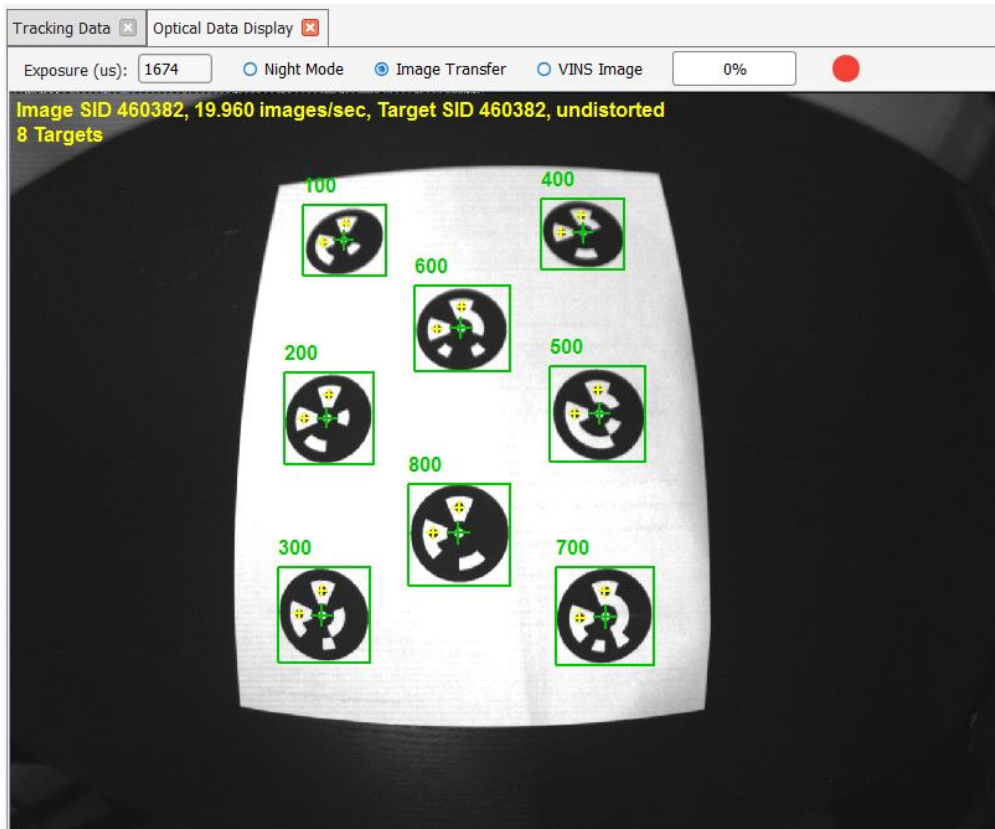 Tracking Data Optical Data Display
Exposure (us): 1674 Night Mode Image Transfer VINS Image 0%
Image SID 460382, 19.960 images/sec, Target SID 460382, undistorted
8 Targets
100
400
600
200
500
800
300
700